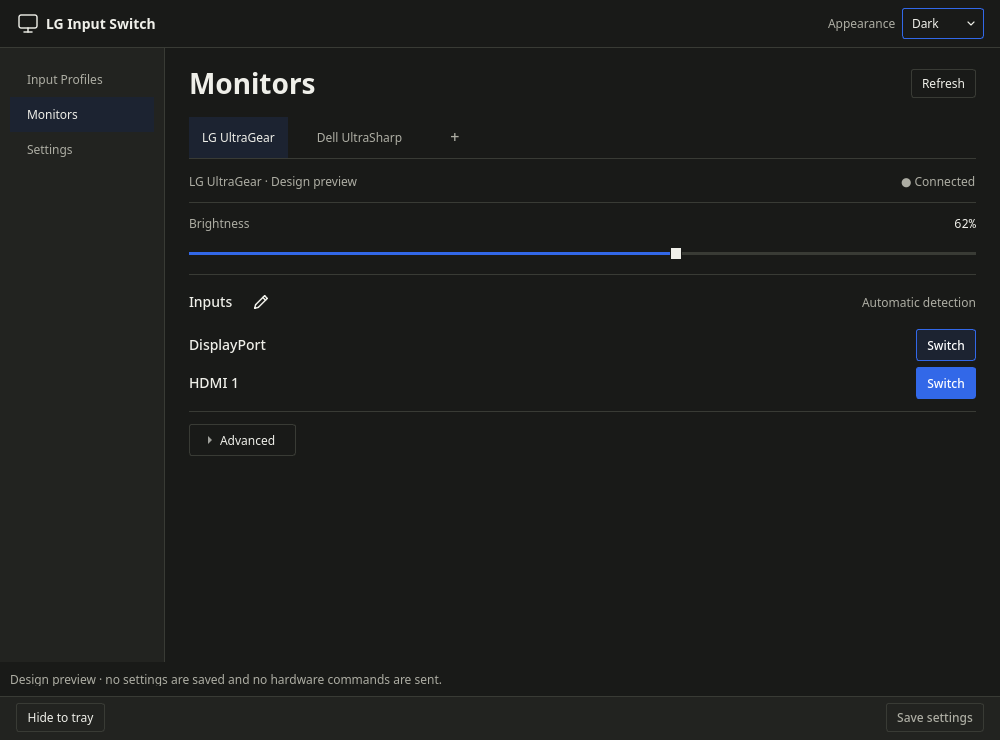 LG Input Switch
Appearance Dark
Input Profiles
Monitors
Settings
Monitors
Refresh
LG UltraGear Dell UltraSharp +
LG UltraGear · Design preview Connected
Brightness 62%
Inputs Automatic detection
DisplayPort Switch
HDMI 1 Switch
Advanced
Design preview · no settings are saved and no hardware commands are sent.
Hide to tray Save settings